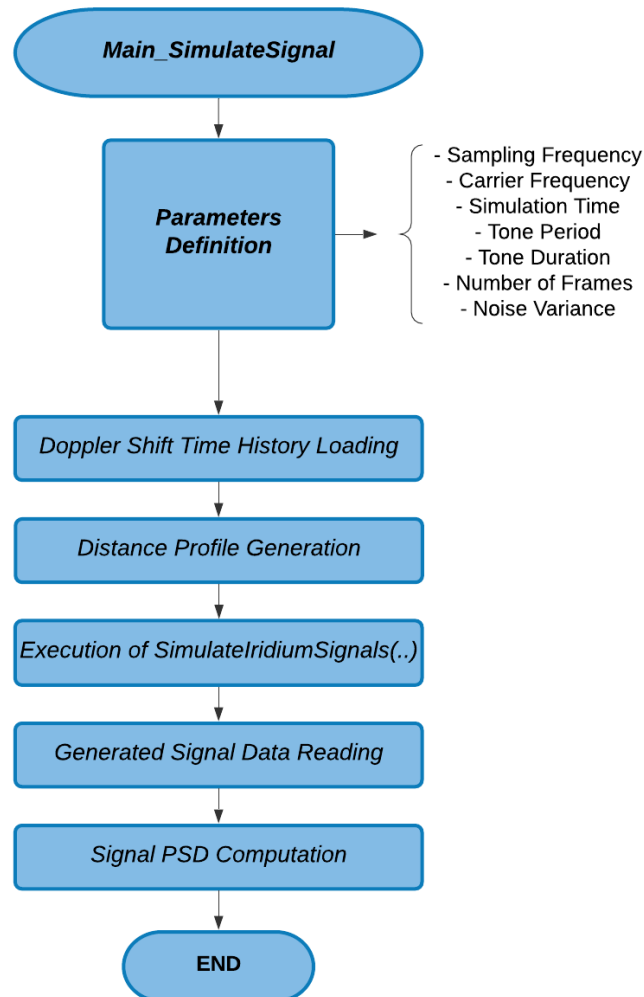 Main_SimulateSignal
Parameters
Definition
- Sampling Frequency
- Carrier Frequency
- Simulation Time
- Tone Period
- Tone Duration
- Number of Frames
- Noise Variance
Doppler Shift Time History Loading
Distance Profile Generation
Execution of SimulateIridiumSignals(..)
Generated Signal Data Reading
Signal PSD Computation
END